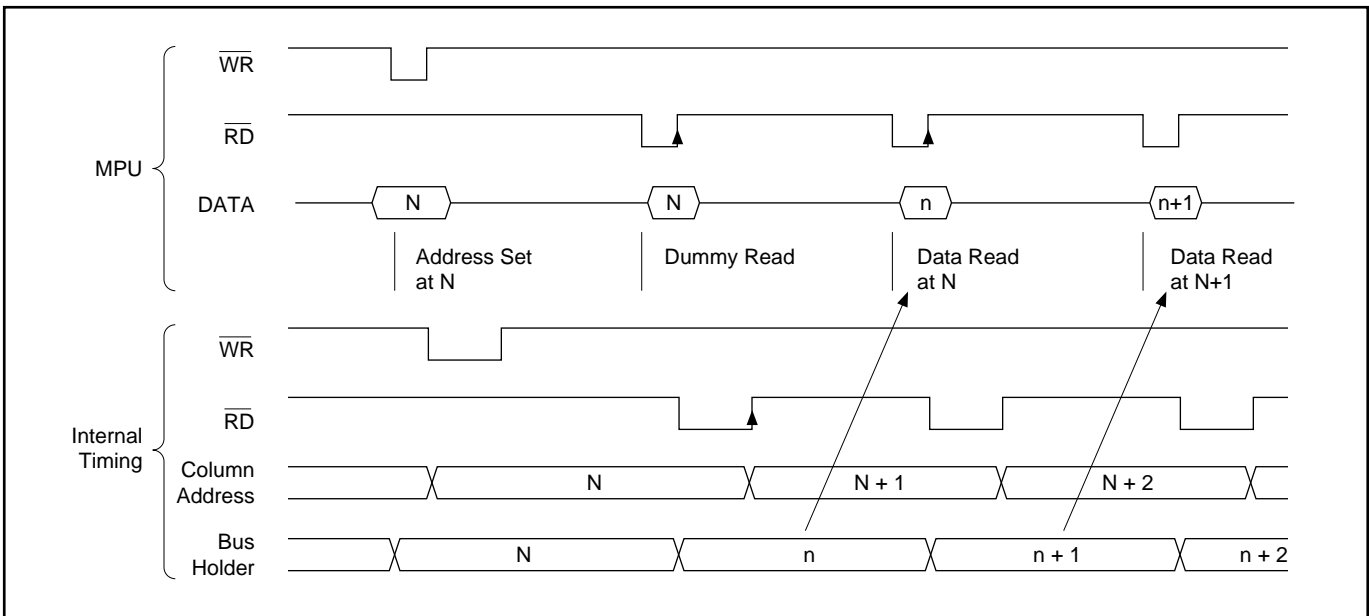 MPU
WR
RD
DATA
N
N
n
n+1
Address Set
at N
Dummy Read
Data Read
at N
Data Read
at N+1
Internal
Timing
WR
RD
Column
Address
N
N + 1
N + 2
Bus
Holder
N
n
n + 1
n + 2